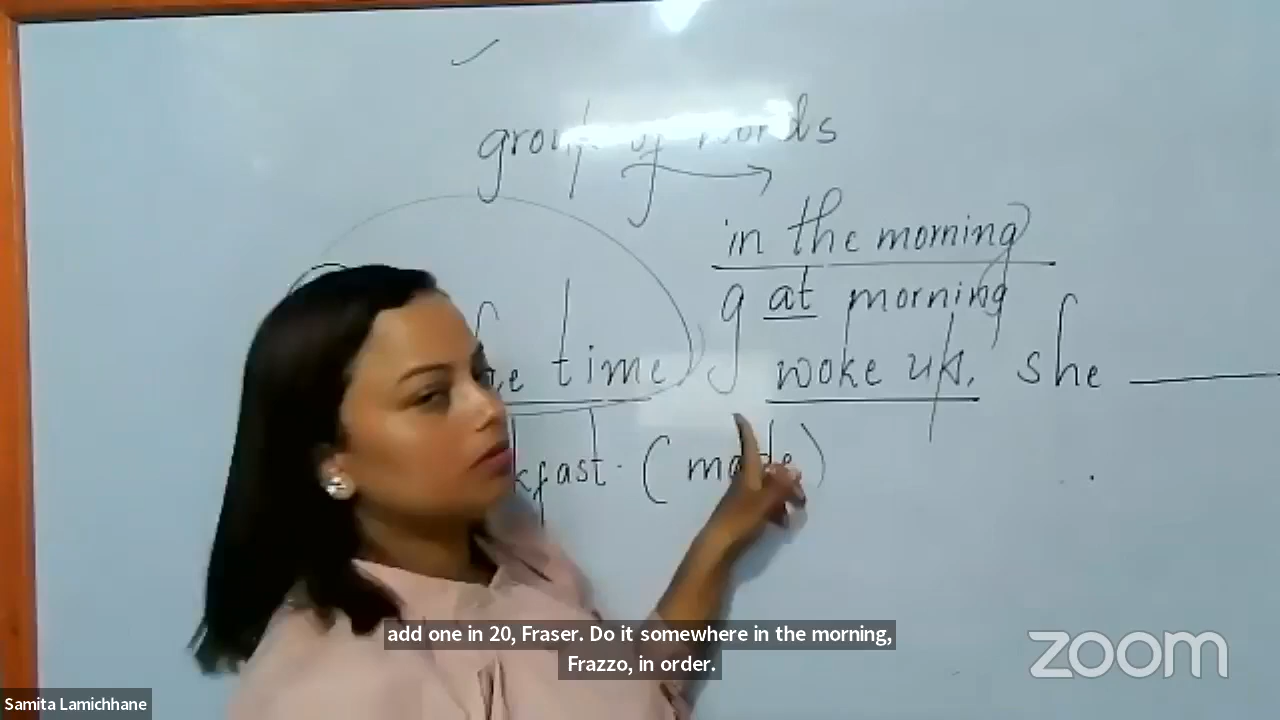 group of words
in the morning
at morning
time I woke up, she
kfast. (made)
add one in 20, Fraser. Do it somewhere in the morning,
Frazzo, in order.
zoom
Samita Lamichhane